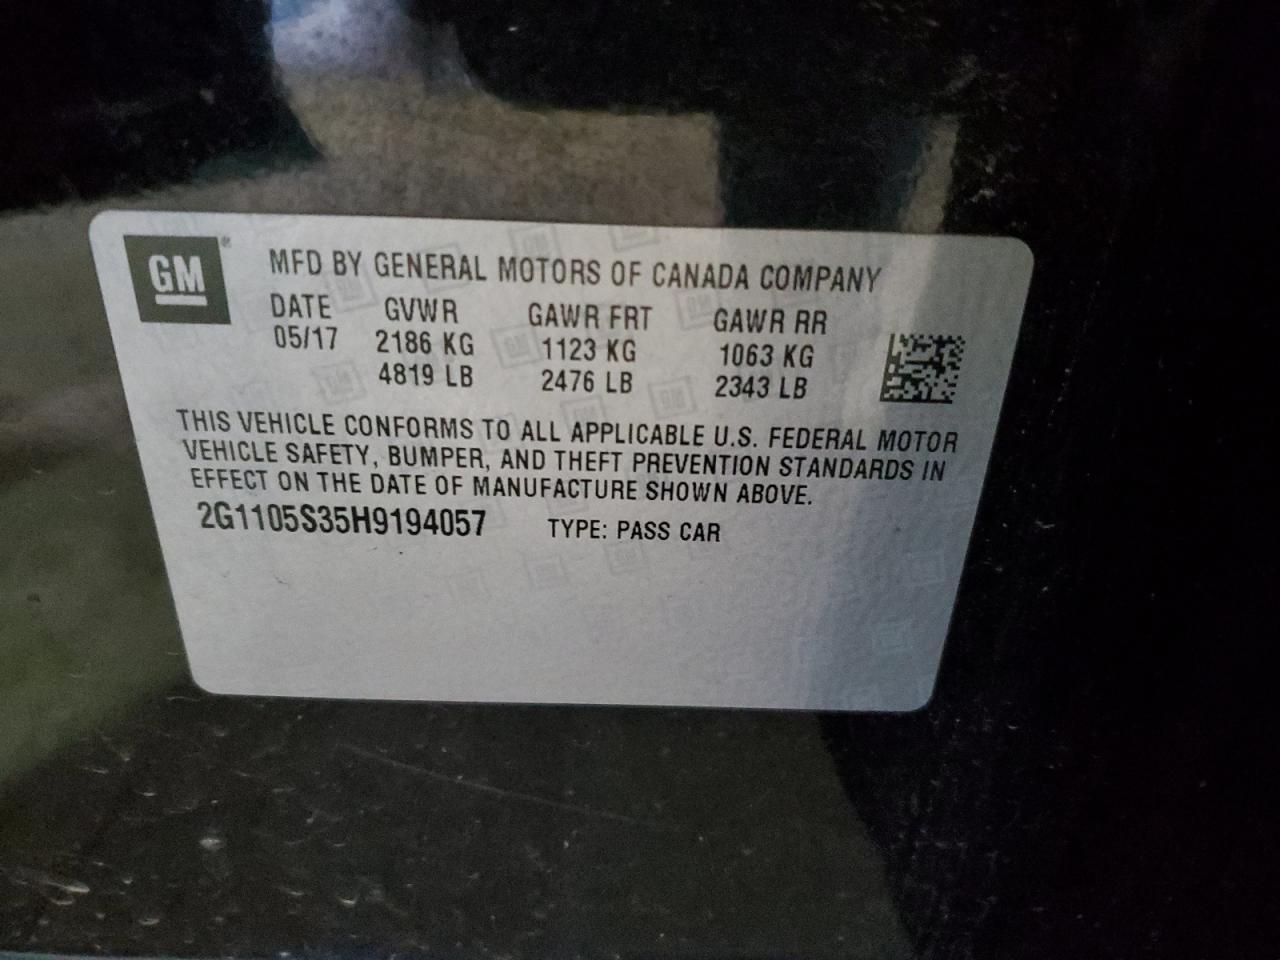 GM ®
MFD BY GENERAL MOTORS OF CANADA COMPANY
DATE GVWR GAWR FRT GAWR RR
05/17 2186 KG 1123 KG 1063 KG
4819 LB 2476 LB 2343 LB
THIS VEHICLE CONFORMS TO ALL APPLICABLE U.S. FEDERAL MOTOR
VEHICLE SAFETY, BUMPER, AND THEFT PREVENTION STANDARDS IN
EFFECT ON THE DATE OF MANUFACTURE SHOWN ABOVE.
2G1105S35H9194057 TYPE: PASS CAR